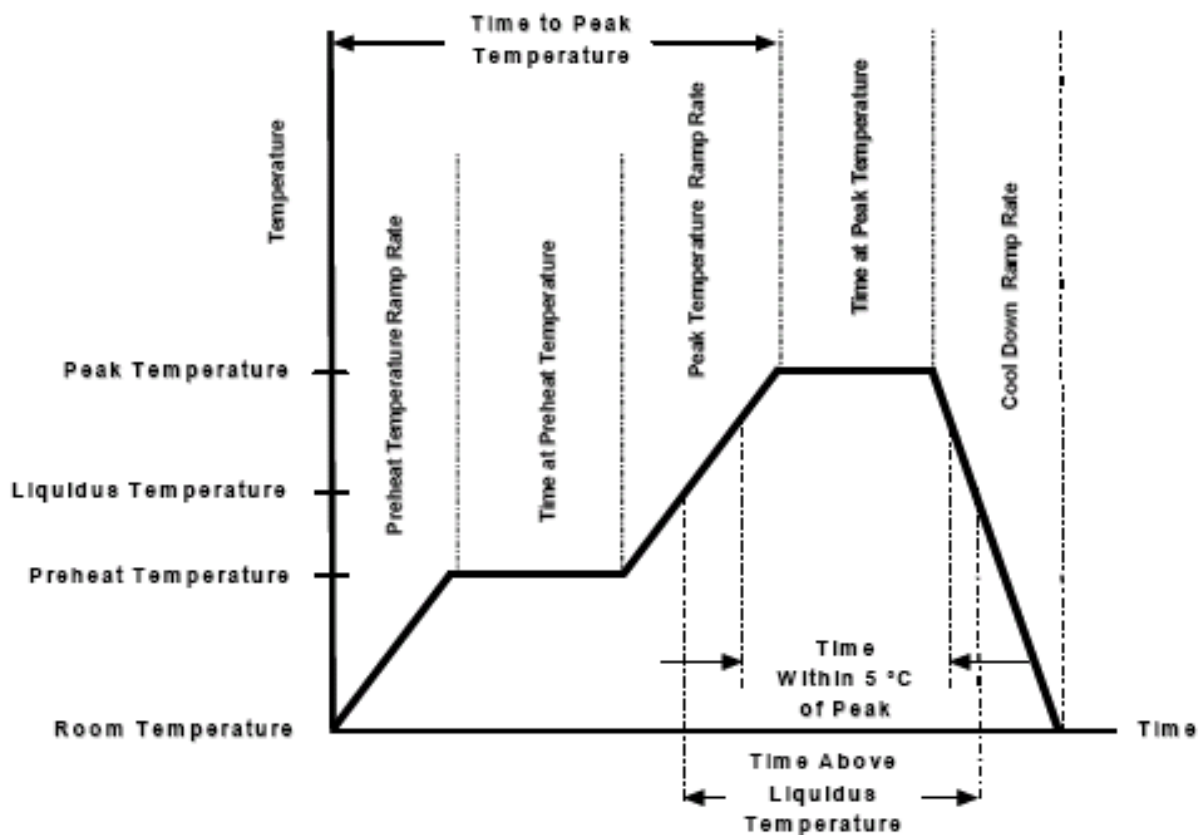 Time to Peak
Temperature
Temperature
Preheat Temperature Ramp Rate
Time at Preheat Temperature
Peak Temperature Ramp Rate
Time at Peak Temperature
Cool Down Ramp Rate
Peak Temperature
Liquidus Temperature
Preheat Temperature
Room Temperature
Time
Within 5 °C
of Peak
Time
Time Above
Liquidus
Temperature